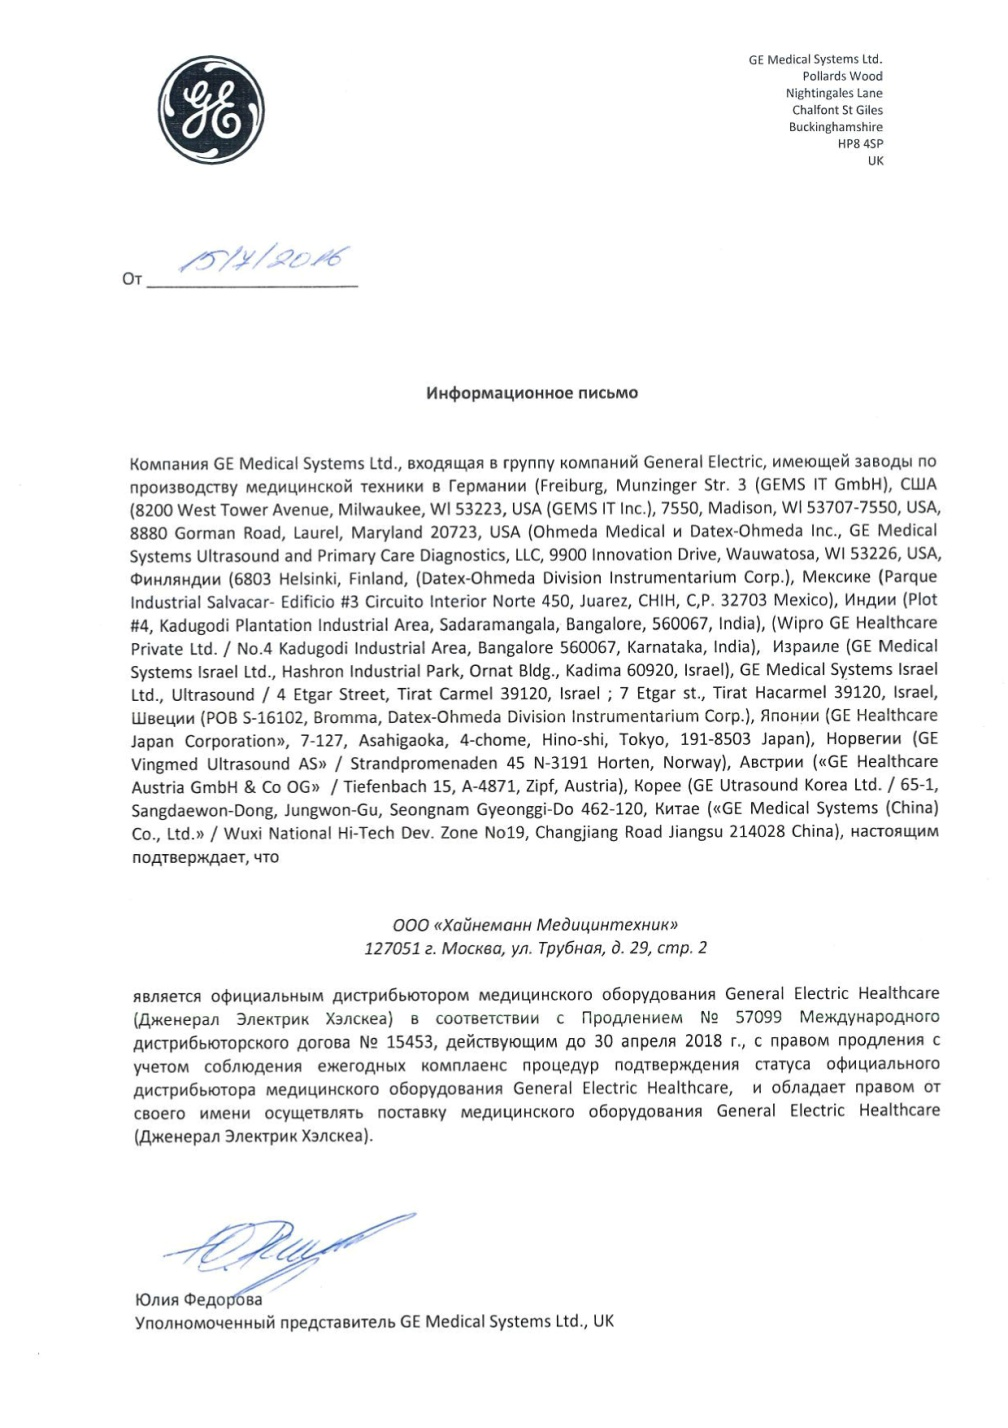 GE
GE Medical Systems Ltd.
Pollards Wood
Nightingales Lane
Chalfont St Giles
Buckinghamshire
HP8 4SP
UK
От 15/7/2016
Информационное письмо
Компания GE Medical Systems Ltd., входящая в группу компаний General Electric, имеющей заводы по
производству медицинской техники в Германии (Freiburg, Munzinger Str. 3 (GEMS IT GmbH), США
(8200 West Tower Avenue, Milwaukee, WI 53223, USA (GEMS IT Inc.), 7550, Madison, WI 53707-7550, USA,
8880 Gorman Road, Laurel, Maryland 20723, USA (Ohmeda Medical и Datex-Ohmeda Inc., GE Medical
Systems Ultrasound and Primary Care Diagnostics, LLC, 9900 Innovation Drive, Wauwatosa, WI 53226, USA,
Финляндии (6803 Helsinki, Finland, (Datex-Ohmeda Division Instrumentarium Corp.), Мексике (Parque
Industrial Salvacar- Edificio #3 Circuito Interior Norte 450, Juarez, CHIH, C,P. 32703 Mexico), Индии (Plot
#4, Kadugodi Plantation Industrial Area, Sadaramangala, Bangalore, 560067, India), (Wipro GE Healthcare
Private Ltd. / No.4 Kadugodi Industrial Area, Bangalore 560067, Karnataka, India), Израиле (GE Medical
Systems Israel Ltd., Hashron Industrial Park, Ornat Bldg., Kadima 60920, Israel), GE Medical Systems Israel
Ltd., Ultrasound / 4 Etgar Street, Tirat Carmel 39120, Israel ; 7 Etgar st., Tirat Hacarmel 39120, Israel,
Швеции (POB S-16102, Bromma, Datex-Ohmeda Division Instrumentarium Corp.), Японии (GE Healthcare
Japan Corporation», 7-127, Asahigaoka, 4-chome, Hino-shi, Tokyo, 191-8503 Japan), Норвегии (GE
Vingmed Ultrasound AS» / Strandpromenaden 45 N-3191 Horten, Norway), Австрии («GE Healthcare
Austria GmbH & Co OG» / Tiefenbach 15, A-4871, Zipf, Austria), Корее (GE Utrasound Korea Ltd. / 65-1,
Sangdaewon-Dong, Jungwon-Gu, Seongnam Gyeonggi-Do 462-120, Китае («GE Medical Systems (China)
Co., Ltd.» / Wuxi National Hi-Tech Dev. Zone No19, Changjiang Road Jiangsu 214028 China), настоящим
подтверждает, что
ООО «Хайнеманн Медицинтехник»
127051 г. Москва, ул. Трубная, д. 29, стр. 2
является официальным дистрибьютором медицинского оборудования General Electric Healthcare
(Дженерал Электрик Хэлскеа) в соответствии с Продлением № 57099 Международного
дистрибьюторского догова № 15453, действующим до 30 апреля 2018 г., с правом продления с
учетом соблюдения ежегодных комплаенс процедур подтверждения статуса официального
дистрибьютора медицинского оборудования General Electric Healthcare, и обладает правом от
своего имени осущетвлять поставку медицинского оборудования General Electric Healthcare
(Дженерал Электрик Хэлскеа).
Юлия Федорова
Уполномоченный представитель GE Medical Systems Ltd., UK